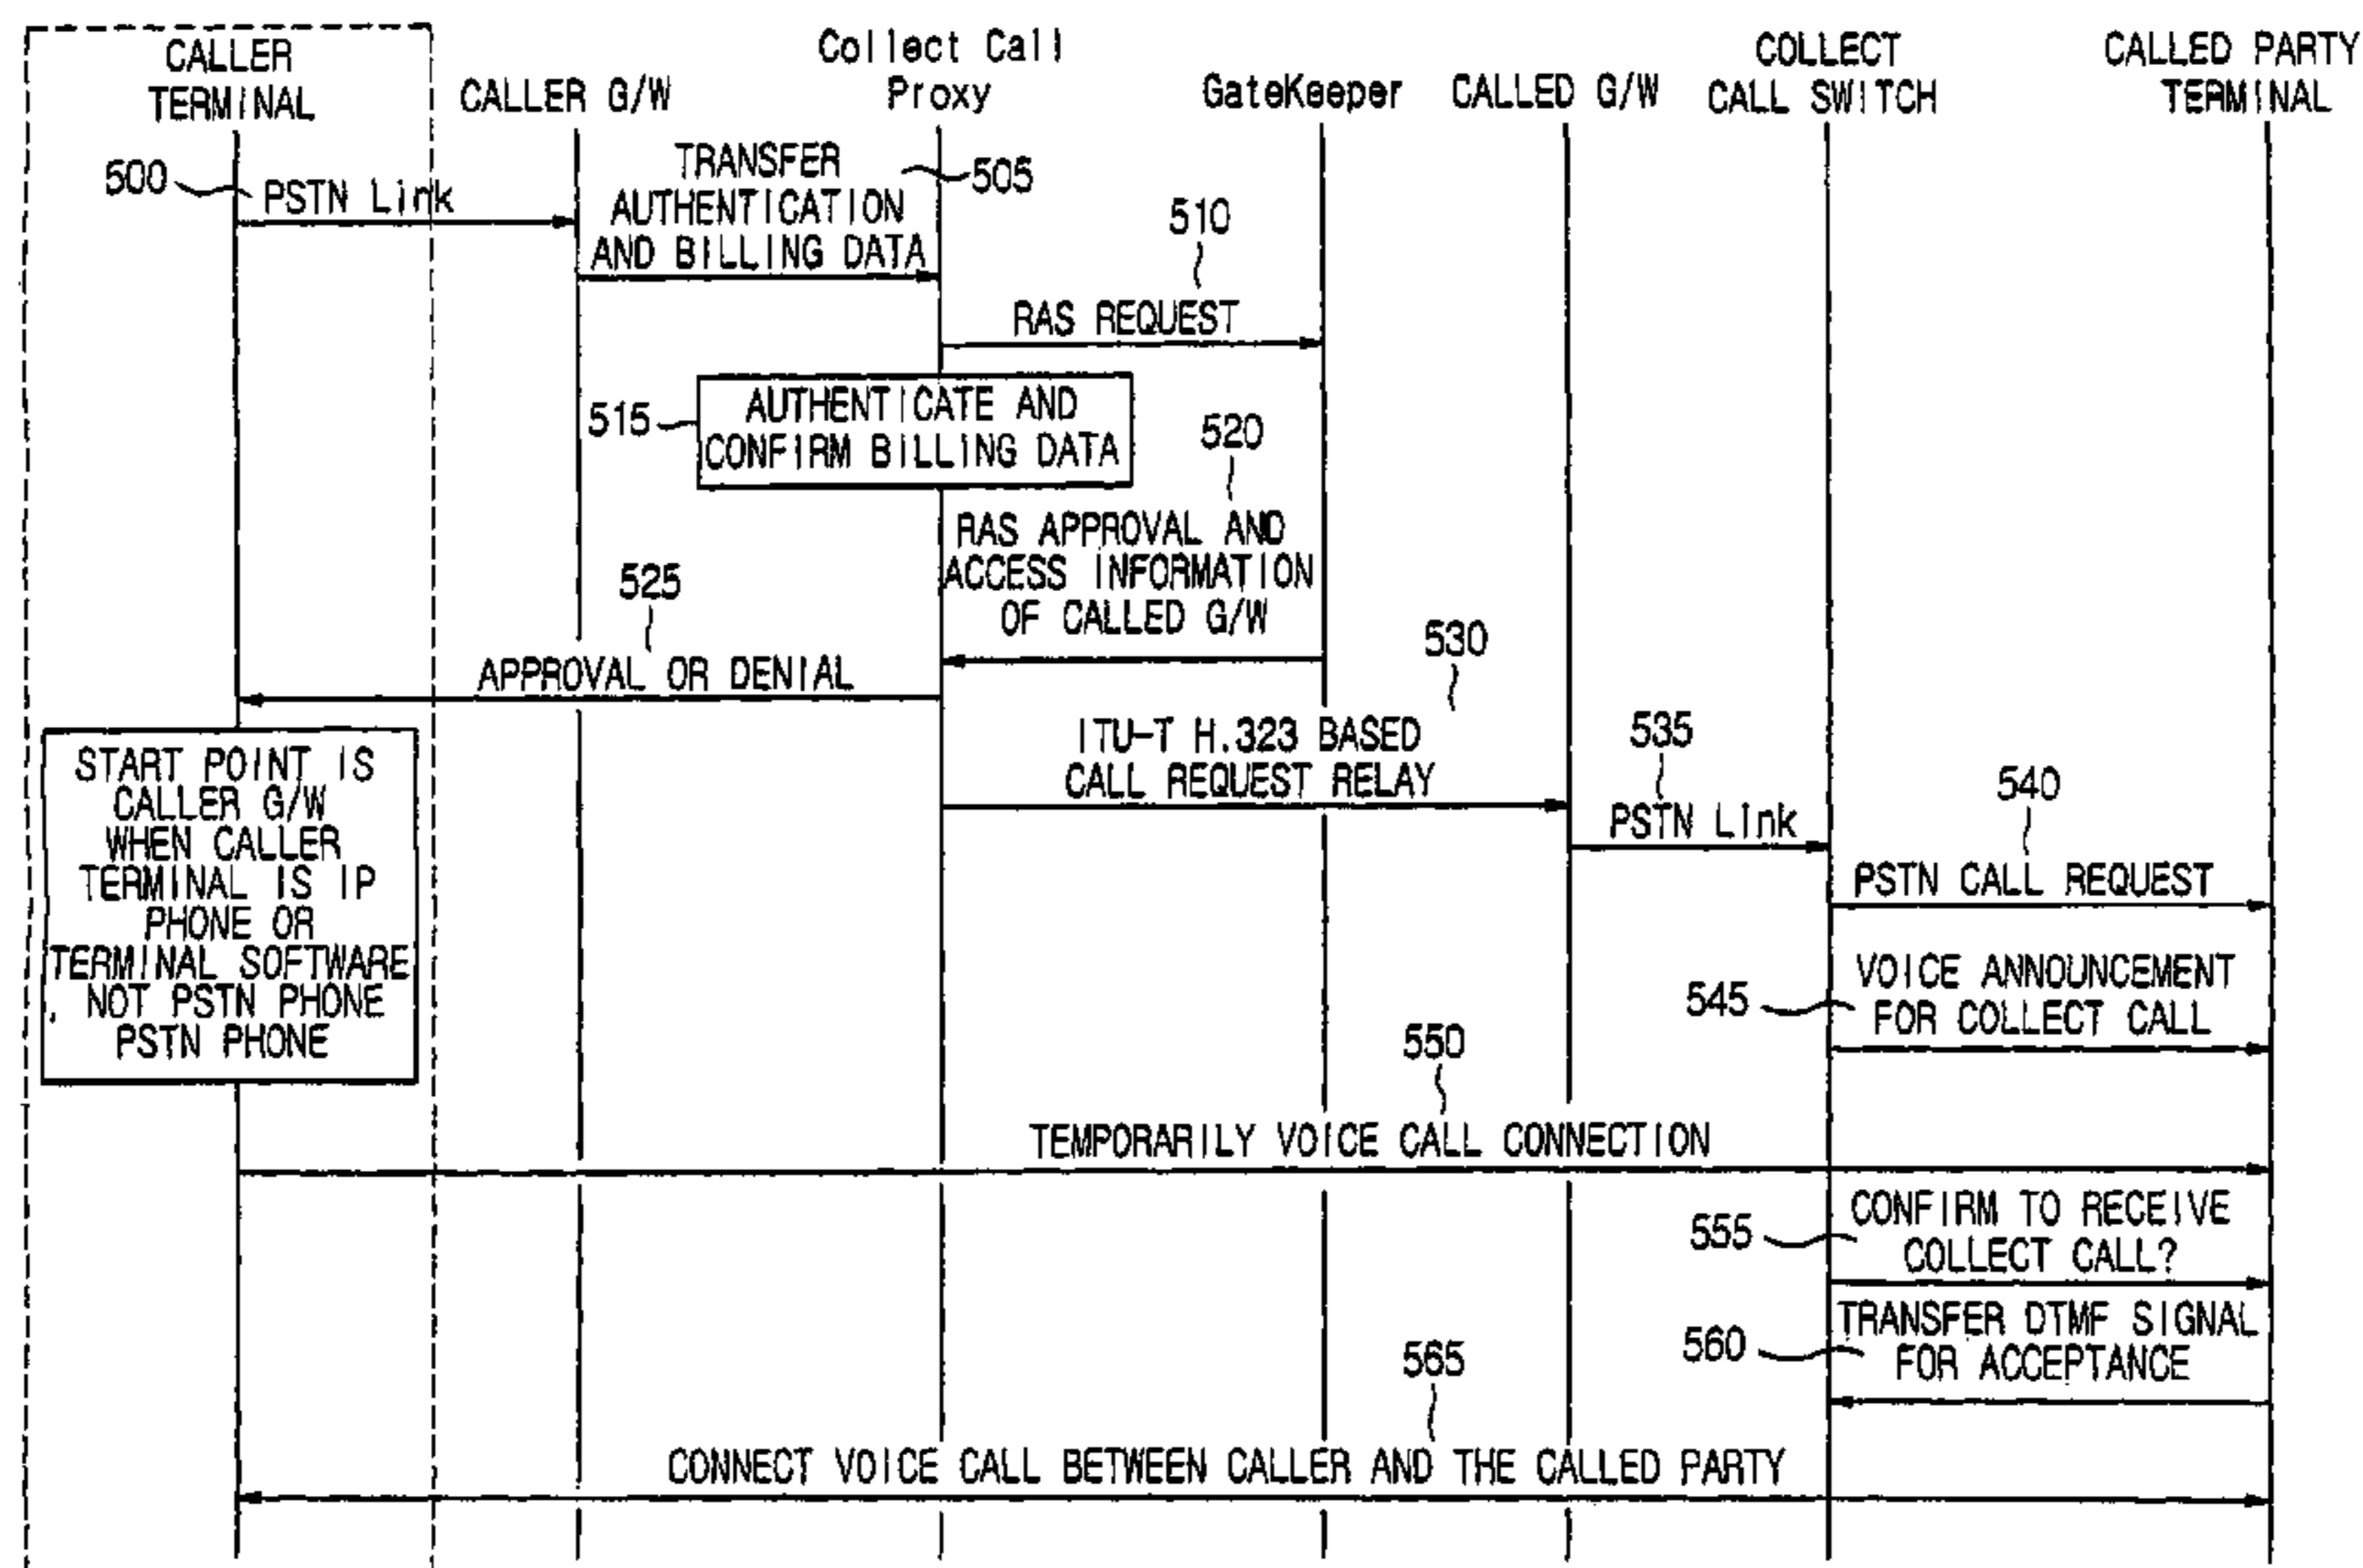 CALLER
TERMINAL
CALLER G/W
Collect Call
Proxy
GateKeeper
CALLED G/W
COLLECT
CALL SWITCH
CALLED PARTY
TERMINAL
500
PSTN Link
TRANSFER
AUTHENTICATION
AND BILLING DATA
505
510
RAS REQUEST
515
AUTHENTICATE AND
CONFIRM BILLING DATA
520
RAS APPROVAL AND
ACCESS INFORMATION
OF CALLED G/W
525
APPROVAL OR DENIAL
530
ITU-T H.323 BASED
CALL REQUEST RELAY
535
PSTN Link
540
PSTN CALL REQUEST
START POINT IS
CALLER G/W
WHEN CALLER
TERMINAL IS IP
PHONE OR
TERMINAL SOFTWARE
, NOT PSTN PHONE
PSTN PHONE
545
VOICE ANNOUNCEMENT
FOR COLLECT CALL
550
TEMPORARILY VOICE CALL CONNECTION
555
CONFIRM TO RECEIVE
COLLECT CALL?
560
TRANSFER DTMF SIGNAL
FOR ACCEPTANCE
565
CONNECT VOICE CALL BETWEEN CALLER AND THE CALLED PARTY